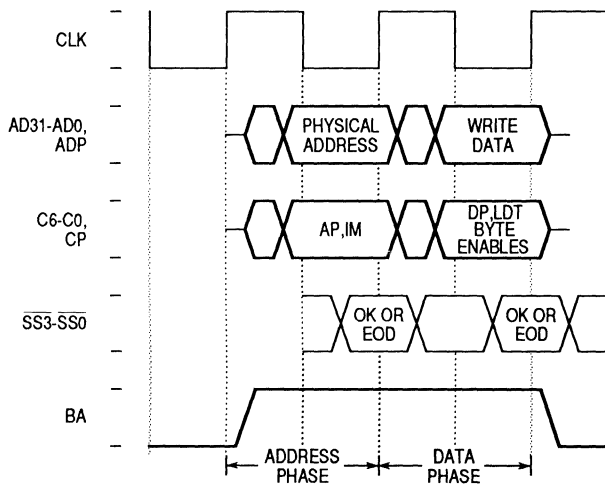 CLK
AD31-AD0,
ADP
PHYSICAL
ADDRESS
WRITE
DATA
C6-C0,
CP
AP,IM
DP,LDT
BYTE
ENABLES
SS3-SS0
OK OR
EOD
OK OR
EOD
BA
ADDRESS
PHASE
DATA
PHASE